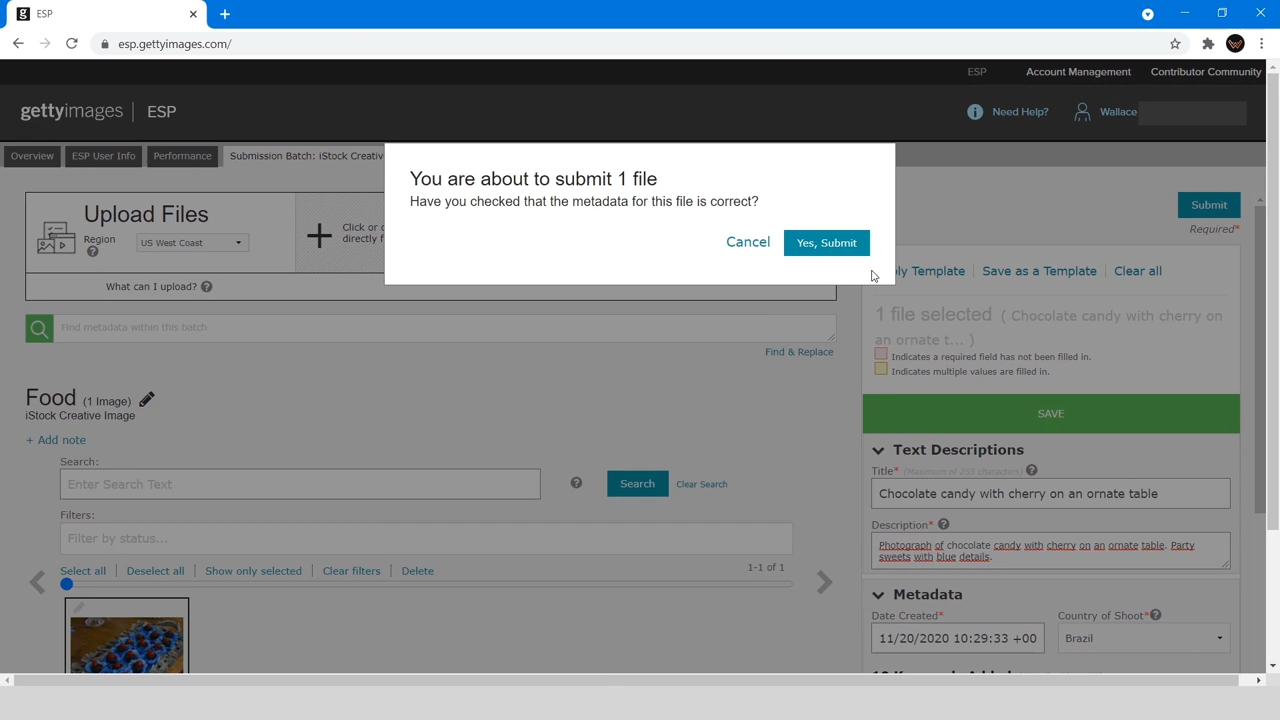 ESP
esp.gettyimages.com/
ESP Account Management Contributor Community
gettyimages ESP Need Help? Wallace
Overview ESP User Info Performance Submission Batch: iStock Creativ
You are about to submit 1 file
Have you checked that the metadata for this file is correct?
Cancel Yes, Submit
Upload Files
Region US West Coast
Click or
directly f
What can I upload?
Submit
Required*
ly Template Save as a Template Clear all
1 file selected ( Chocolate candy with cherry on
an ornate t... )
Indicates a required field has not been filled in.
Indicates multiple values are filled in.
Find metadata within this batch
Find & Replace
SAVE
Food (1 Image)
iStock Creative Image
+ Add note
Search:
Enter Search Text Search Clear Search
Filters:
Filter by status...
Select all Deselect all Show only selected Clear filters Delete 1-1 of 1
Text Descriptions
Title* (Maximum of 255 characters)
Chocolate candy with cherry on an ornate table
Description*
Photograph of chocolate candy with cherry on an ornate table. Party
sweets with blue details.
Metadata
Date Created* Country of Shoot*
11/20/2020 10:29:33 +00 Brazil